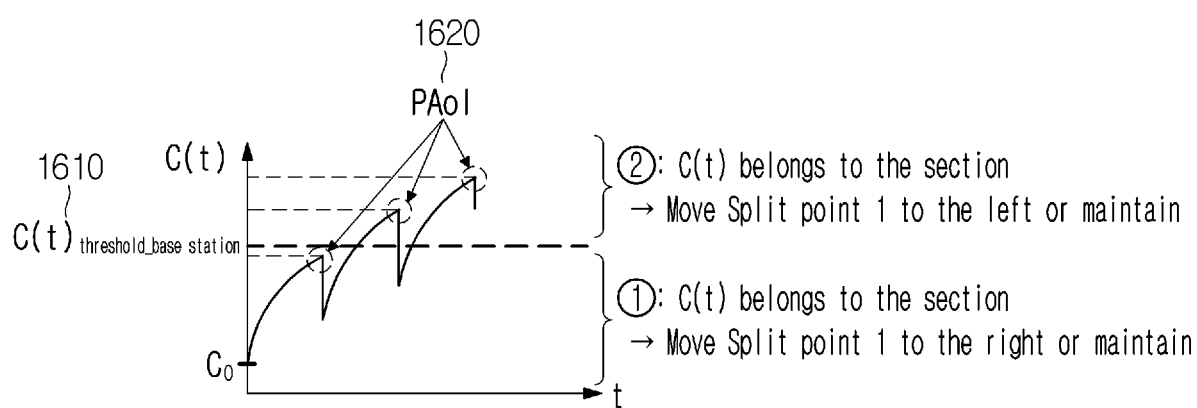 1620
PAoI
1610
C(t)
C(t) threshold_base station
②: C(t) belongs to the section
→ Move Split point 1 to the left or maintain
①: C(t) belongs to the section
→ Move Split point 1 to the right or maintain
C₀
t